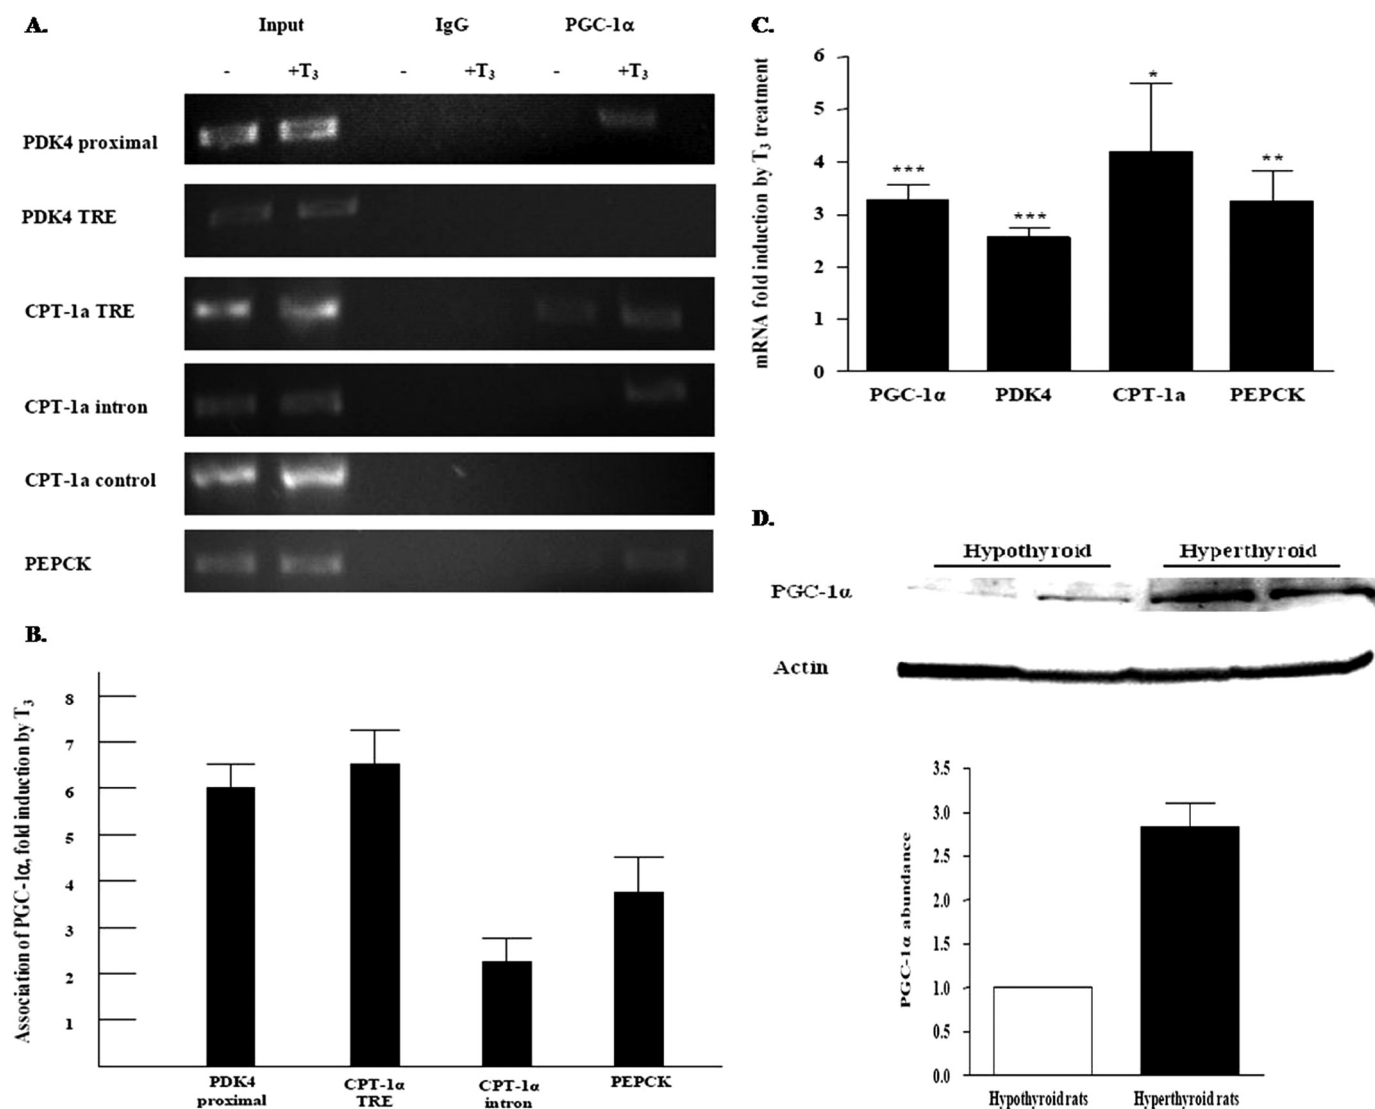 A.
Input IgG PGC-1α
- +T3 - +T3 - +T3
PDK4 proximal
PDK4 TRE
CPT-1a TRE
CPT-1a intron
CPT-1a control
PEPCK
B.
Association of PGC-1α, fold induction by T3
8
7
6
5
4
3
2
1
PDK4 proximal
CPT-1α TRE
CPT-1α intron
PEPCK
C.
mRNA fold induction by T3 treatment
6
5
4
3
2
1
0
***
***
*
**
PGC-1α PDK4 CPT-1a PEPCK
D.
Hypothyroid Hyperthyroid
PGC-1α
Actin
PGC-1α abundance
3.5
3.0
2.5
2.0
1.5
1.0
0.5
0.0
Hypothyroid rats Hyperthyroid rats